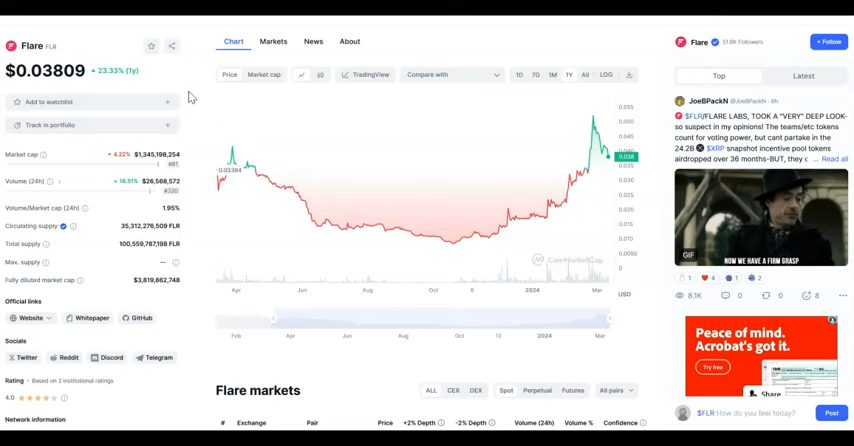 Flare FLR
$0.03809 ▲ 23.33% (1y)
Add to watchlist +
Track in portfolio +
Market cap ▲ 4.22% $1,345,198,254
#81
Volume (24h) ▲ 18.51% $26,568,572
#320
Volume/Market cap (24h) 1.95%
Circulating supply 35,312,276,509 FLR
Total supply 100,559,787,198 FLR
Max. supply --
Fully diluted market cap $3,819,862,748
Official links
Website Whitepaper GitHub
Socials
Twitter Reddit Discord Telegram
Rating · Based on 2 institutional ratings
4.0 ★★★★★
Network information
Chart Markets News About
Price Market cap TradingView Compare with 1D 7D 1M 1Y All LOG
0.055
0.050
0.045
0.040
0.038
0.03384
0.030
0.025
0.020
0.015
0.010
0.0050
0
CoinMarketCap
Apr Jun Aug Oct 6 12 2024 Mar USD
Feb Apr Jun Aug Oct 2024 Mar
Flare markets ALL CEX DEX Spot Perpetual Futures All pairs
# Exchange Pair Price +2% Depth -2% Depth Volume (24h) Volume % Confidence
Flare 51.8K Followers + Follow
Top Latest
JoeBPackN @JoeBPackN · 6h
$FLR/FLARE LABS, TOOK A "VERY" DEEP LOOK-
so suspect in my opinions! The teams/etc tokens
count for voting power, but cant partake in the
24.2B $XRP snapshot incentive pool tokens
airdropped over 36 months-BUT, they c ... Read all
GIF
NOW WE HAVE A FIRM GRASP
1 4 1 2
8.1K 0 0 8 ...
Peace of mind.
Acrobat's got it.
Try free
Share
$FLR How do you feel today? Post